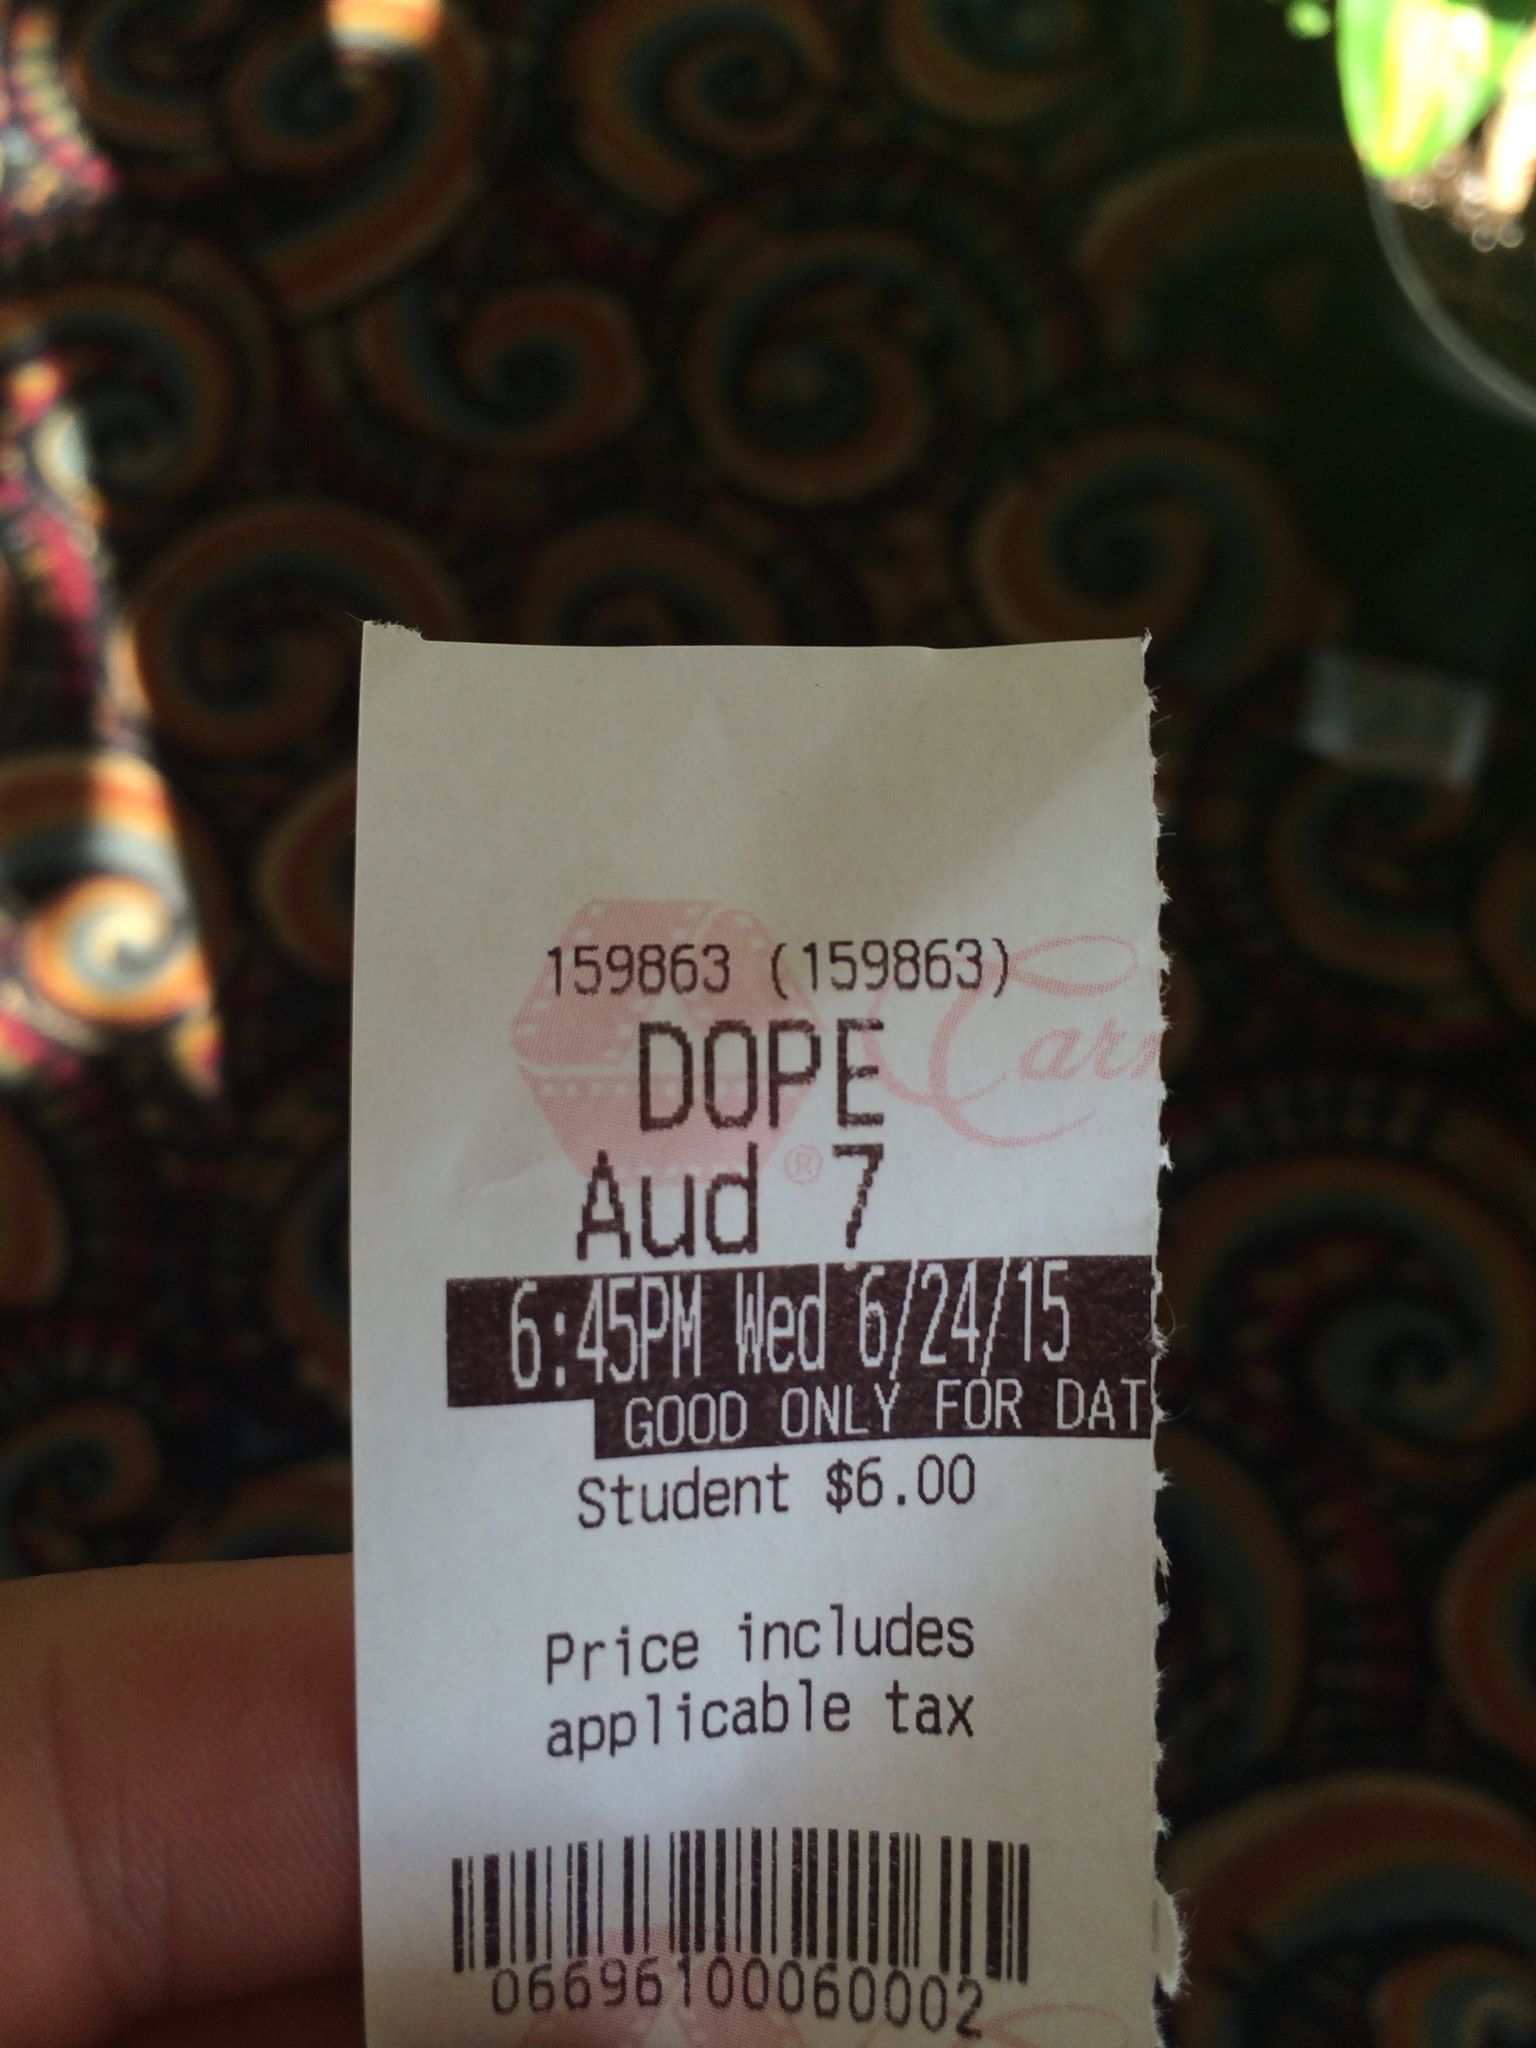 159863 (159863)
DOPE
Aud 7
6:45PM Wed 6/24/15
GOOD ONLY FOR DAT
Student $6.00
Price includes
applicable tax
06696100060002
Carm
®